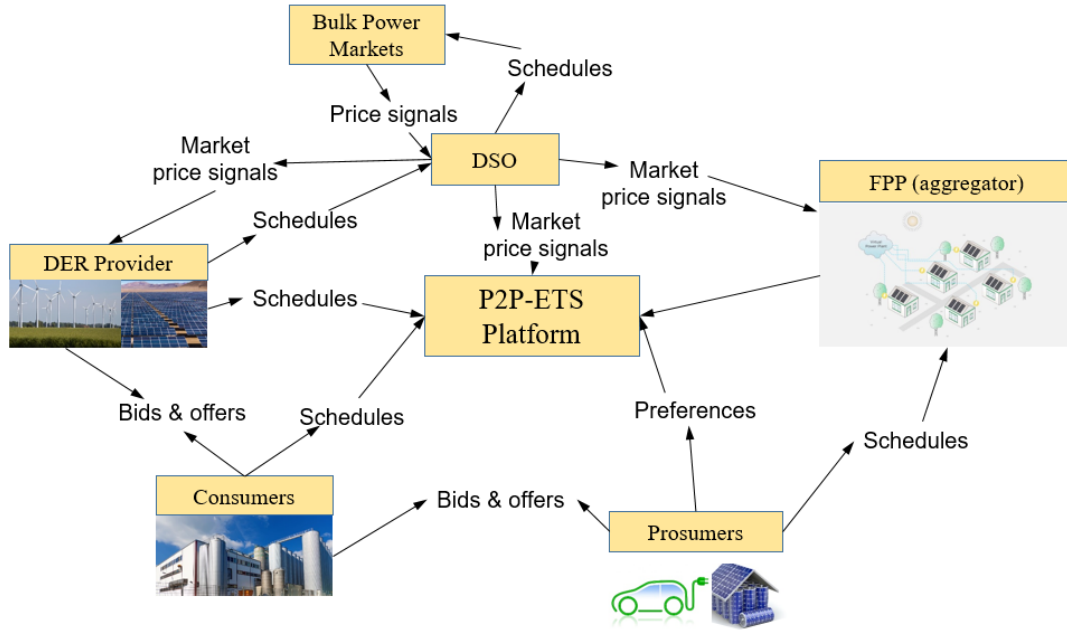 Bulk Power
Markets
Schedules
Price signals
Market
price signals
DSO
Market
price signals
FPP (aggregator)
Schedules
Market
price signals
DER Provider
Schedules
P2P-ETS
Platform
Bids & offers
Schedules
Preferences
Schedules
Consumers
Bids & offers
Prosumers